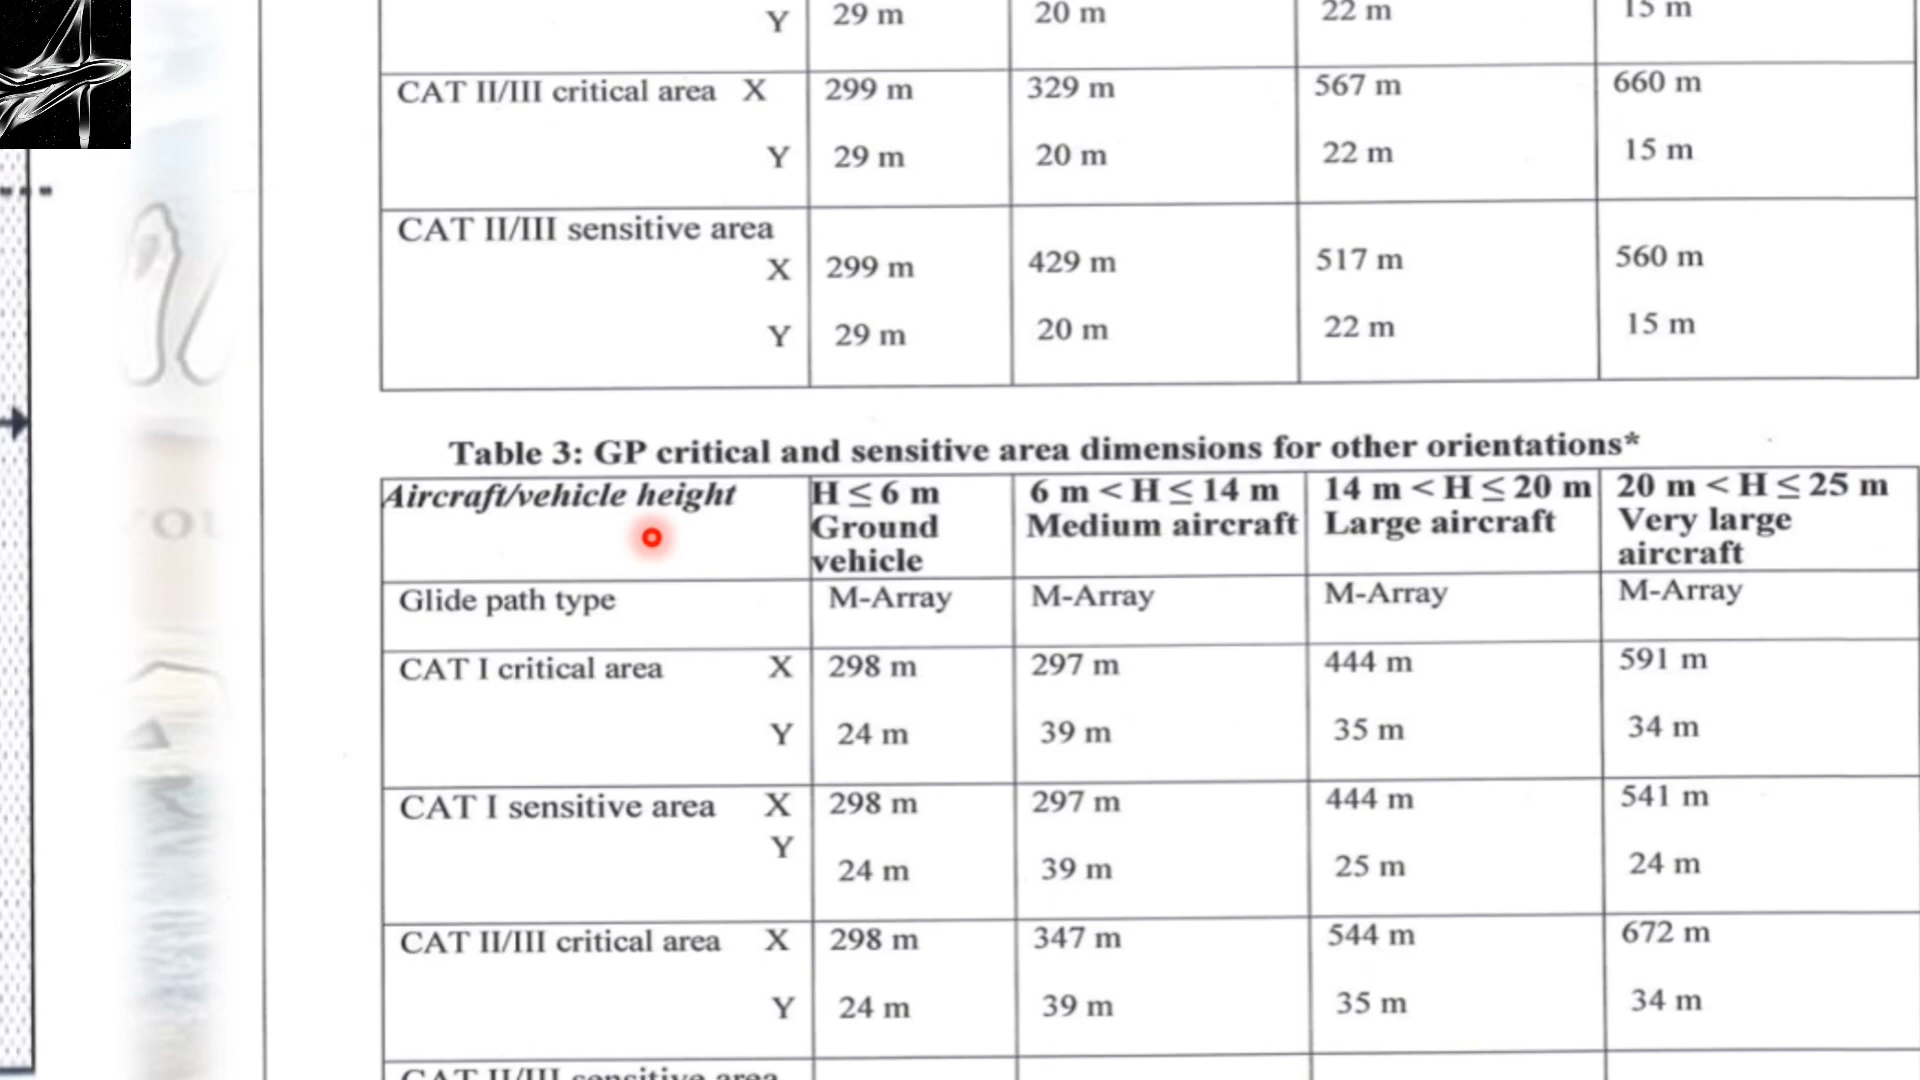 Y 29 m 20 m 22 m 15 m
CAT II/III critical area X 299 m 329 m 567 m 660 m
Y 29 m 20 m 22 m 15 m
CAT II/III sensitive area
X 299 m 429 m 517 m 560 m
Y 29 m 20 m 22 m 15 m
Table 3: GP critical and sensitive area dimensions for other orientations*
Aircraft/vehicle height H ≤ 6 m 6 m < H ≤ 14 m 14 m < H ≤ 20 m 20 m < H ≤ 25 m
Ground Medium aircraft Large aircraft Very large
vehicle aircraft
Glide path type M-Array M-Array M-Array M-Array
CAT I critical area X 298 m 297 m 444 m 591 m
Y 24 m 39 m 35 m 34 m
CAT I sensitive area X 298 m 297 m 444 m 541 m
Y
24 m 39 m 25 m 24 m
CAT II/III critical area X 298 m 347 m 544 m 672 m
Y 24 m 39 m 35 m 34 m
CAT II/III sensitive area